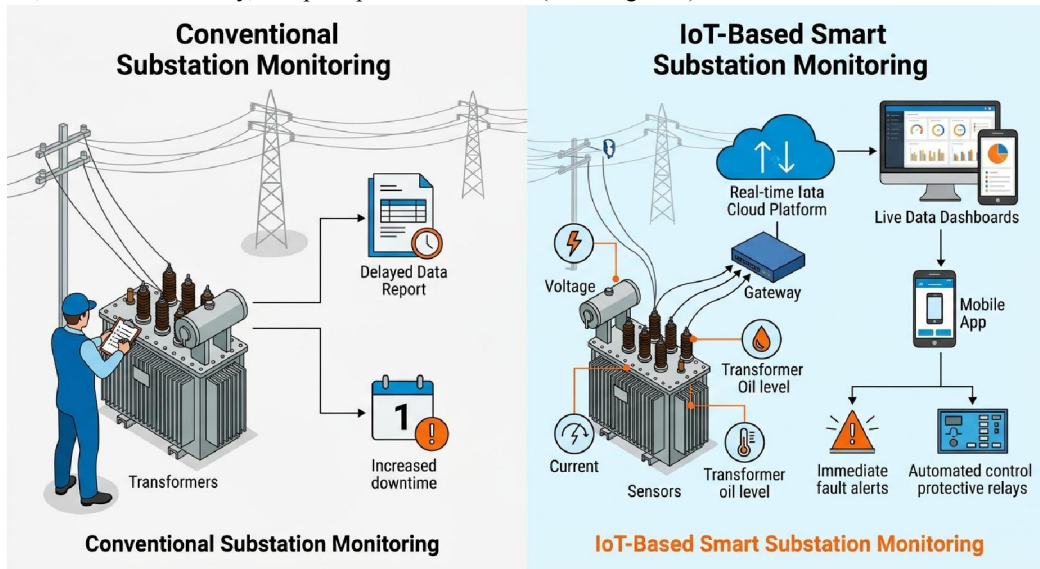 Conventional
Substation Monitoring
Delayed Data
Report
1
Increased
downtime
Transformers
Conventional Substation Monitoring
IoT-Based Smart
Substation Monitoring
Real-time Iata
Cloud Platform
Live Data Dashboards
Voltage
Gateway
Mobile
App
Transformer
Oil level
Current
Sensors
Transformer
oil level
Immediate
fault alerts
Automated control
protective relays
IoT-Based Smart Substation Monitoring